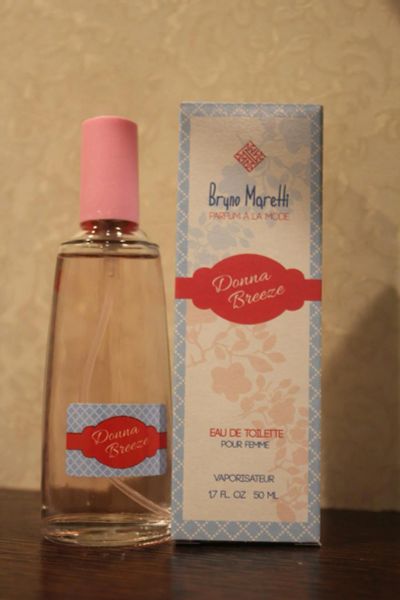 Bryno Maretti
PARFUM À LA MODE
Donna
Breeze
EAU DE TOILETTE
POUR FEMME
VAPORISATEUR
1.7 FL. OZ 50 ML
Donna
Breeze